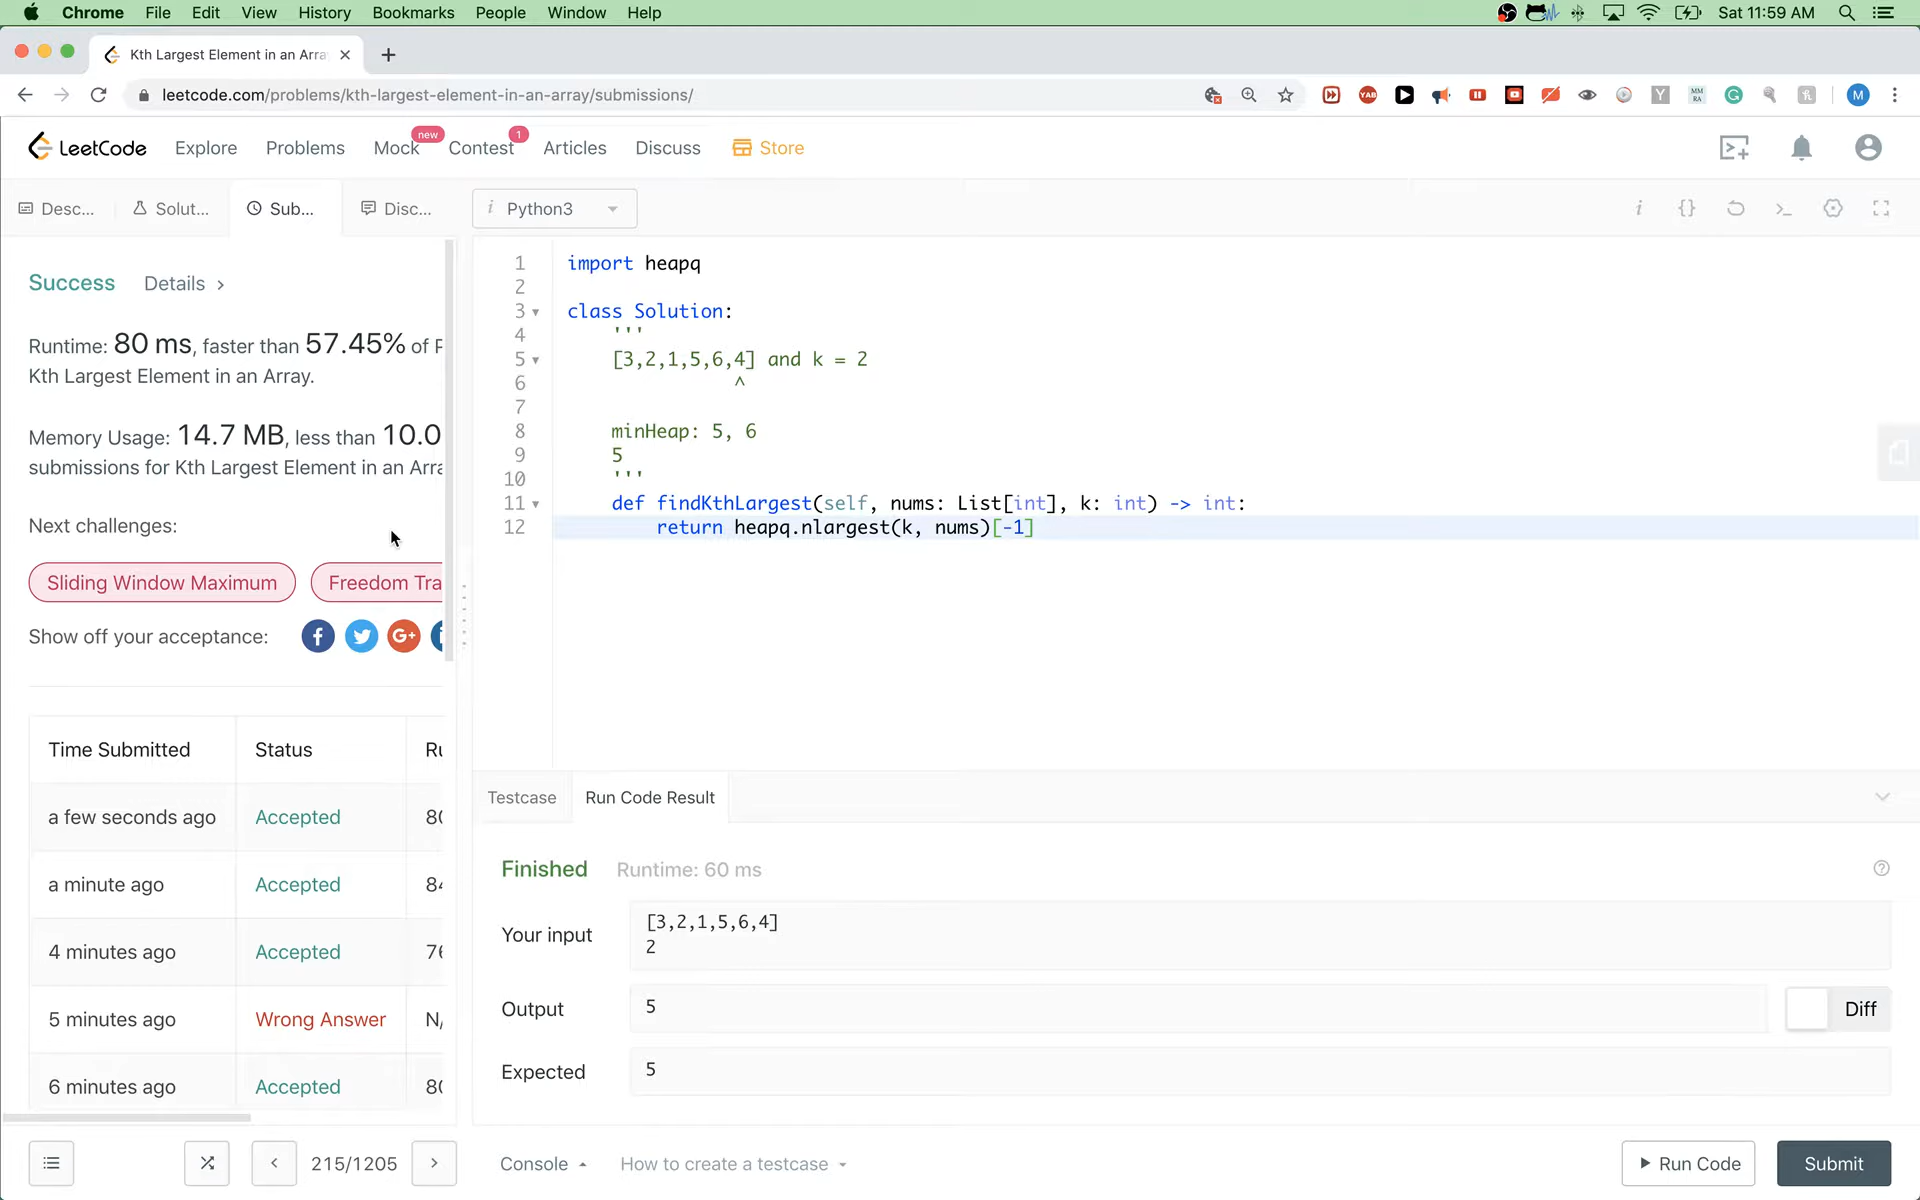 Chrome File Edit View History Bookmarks People Window Help Sat 11:59 AM
Kth Largest Element in an Arra
leetcode.com/problems/kth-largest-element-in-an-array/submissions/
YAB
Y
MM
RA
G
M
LeetCode Explore Problems Mock new Contest 1 Articles Discuss Store
Desc... Solut... Sub... Disc...
i Python3
i {} >_
Success Details >
Runtime: 80 ms, faster than 57.45% of P
Kth Largest Element in an Array.
Memory Usage: 14.7 MB, less than 10.0
submissions for Kth Largest Element in an Arra
Next challenges:
Sliding Window Maximum Freedom Tra
Show off your acceptance:
Time Submitted Status Ru
a few seconds ago Accepted 80
a minute ago Accepted 84
4 minutes ago Accepted 76
5 minutes ago Wrong Answer N/
6 minutes ago Accepted 80
215/1205
1 import heapq
2
3 class Solution:
4 '''
5 [3,2,1,5,6,4] and k = 2
6 ^
7
8 minHeap: 5, 6
9 5
10 '''
11 def findKthLargest(self, nums: List[int], k: int) -> int:
12 return heapq.nlargest(k, nums)[-1]
Testcase Run Code Result
Finished Runtime: 60 ms
Your input
[3,2,1,5,6,4]
2
Output 5 Diff
Expected 5
Console How to create a testcase Run Code Submit